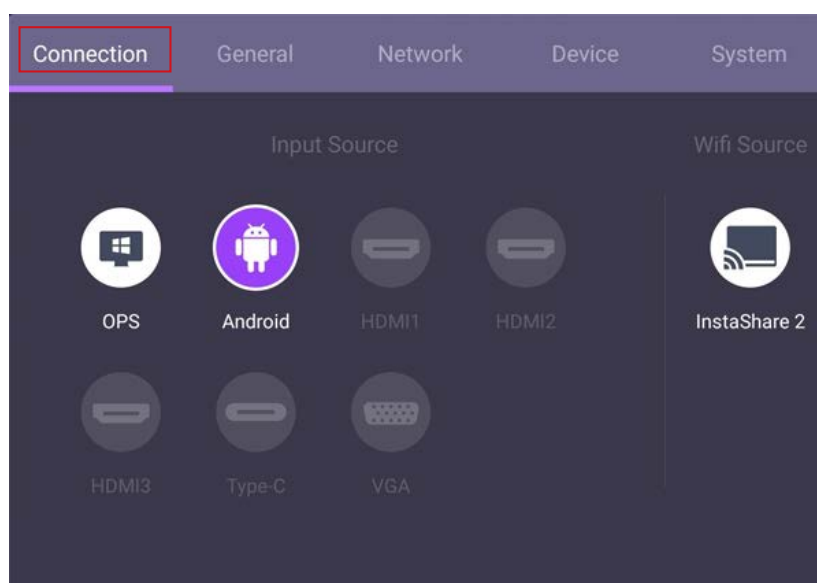 Connection General Network Device System
Input Source Wifi Source
OPS Android HDMI1 HDMI2 InstaShare 2
HDMI3 Type-C VGA